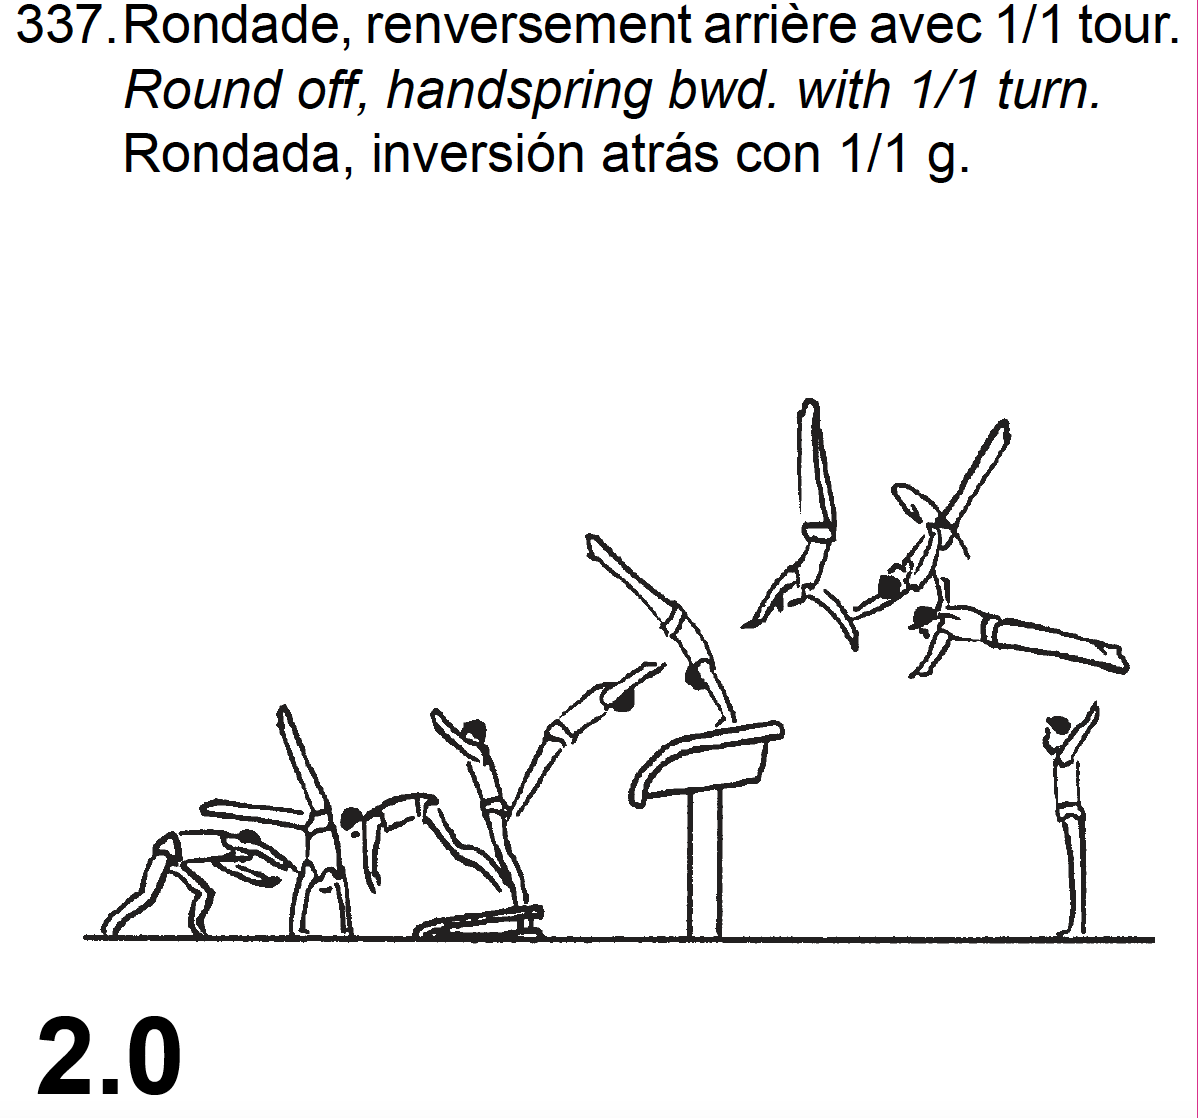 337. Rondade, renversement arrière avec 1/1 tour.
Round off, handspring bwd. with 1/1 turn.
Rondada, inversión atrás con 1/1 g.
2.0